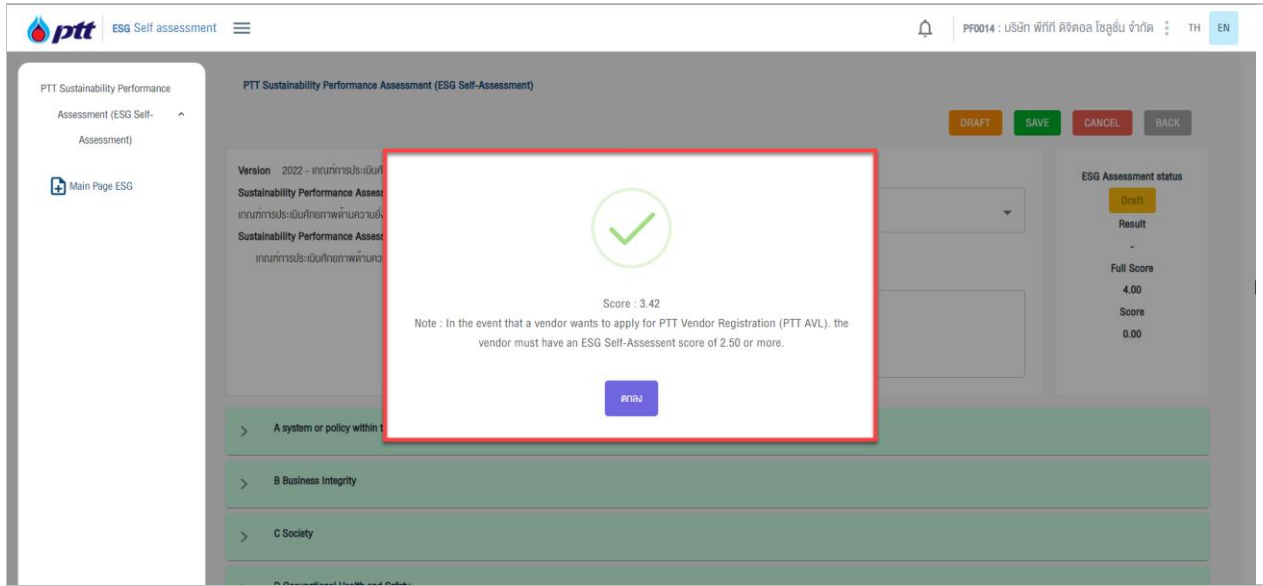 ptt
ESG Self assessment
PF0014 : บริษัท พีทีที ดิจิตอล โซลูชั่น จำกัด
TH
EN
PTT Sustainability Performance
Assessment (ESG Self-
Assessment)
Main Page ESG
PTT Sustainability Performance Assessment (ESG Self-Assessment)
DRAFT
SAVE
CANCEL
BACK
Version 2022 - เกณฑ์การประเมินศั
Sustainability Performance Assess
เกณฑ์การประเมินศักยภาพด้านความยั่
Sustainability Performance Assess
เกณฑ์การประเมินศักยภาพด้านคว
Score : 3.42
Note : In the event that a vendor wants to apply for PTT Vendor Registration (PTT AVL). the
vendor must have an ESG Self-Assessent score of 2.50 or more.
ตกลง
ESG Assessment status
Draft
Result
-
Full Score
4.00
Score
0.00
A system or policy within t
B Business Integrity
C Society
D Occupational Health and Safety